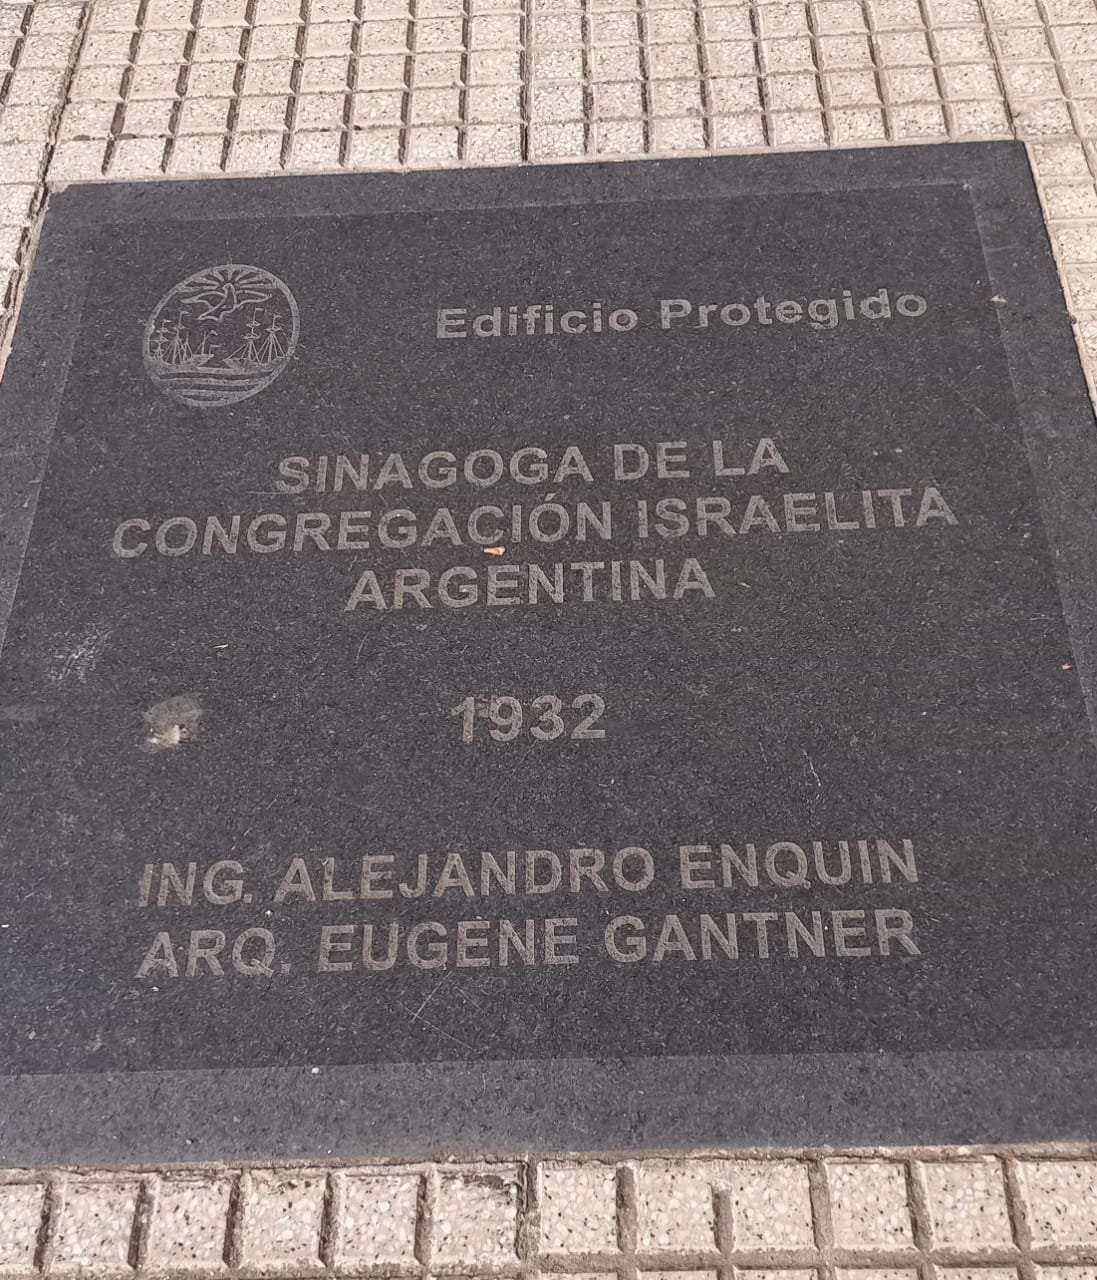 Edificio Protegido
SINAGOGA DE LA
CONGREGACIÓN ISRAELITA
ARGENTINA
1932
ING. ALEJANDRO ENQUIN
ARQ. EUGENE GANTNER